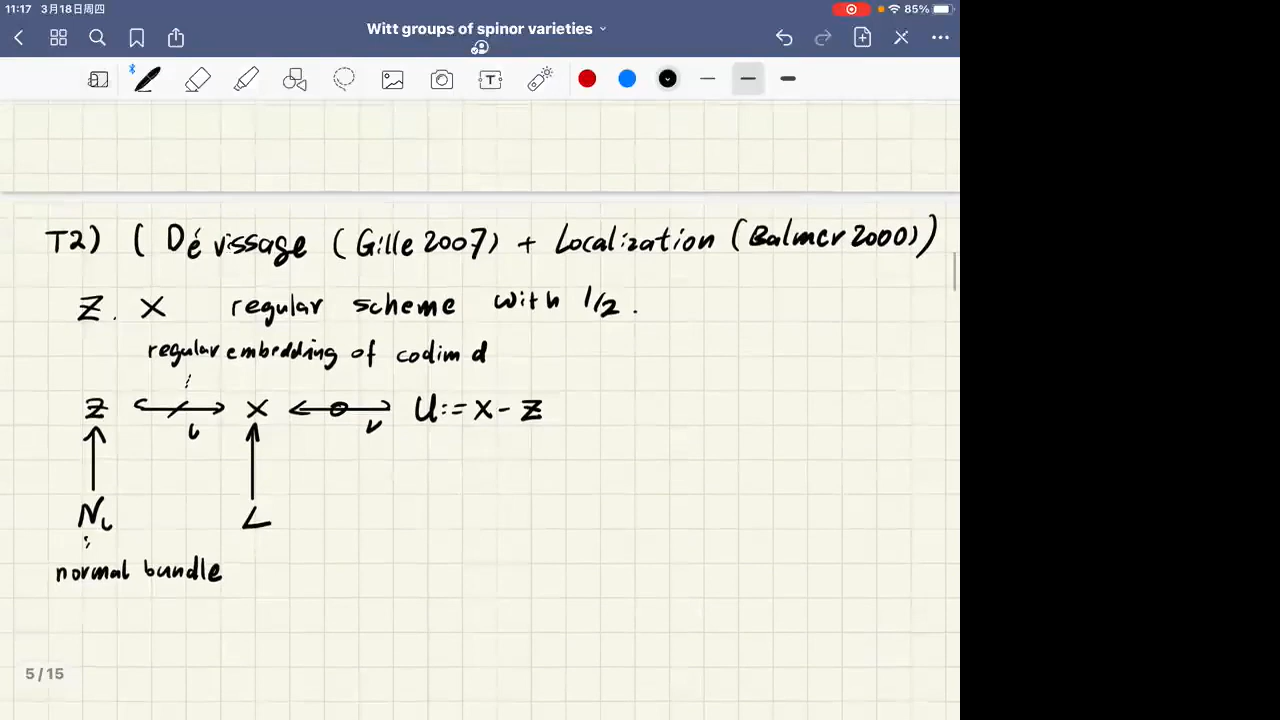 11:17 3月18日周四
85%
Witt groups of spinor varieties
T
T2) ( Dévissage (Gille 2007) + Localization (Balmer 2000))
Z. X regular scheme with 1/2.
regular embedding of codim d
Z X U:= X - Z
ι υ
Nι L
normal bundle
5/15